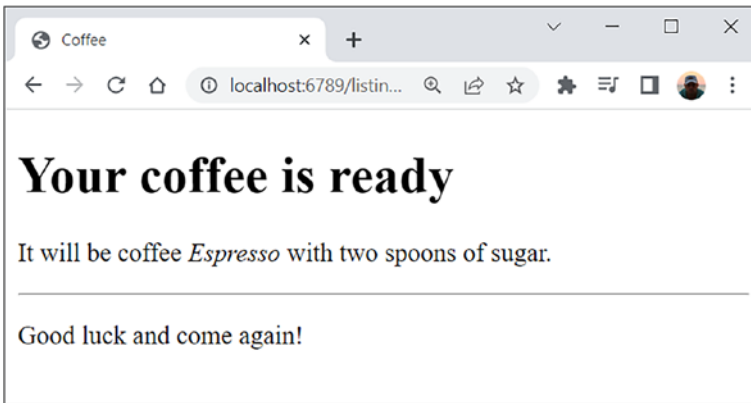 Coffee
localhost:6789/listin...
Your coffee is ready
It will be coffee Espresso with two spoons of sugar.
Good luck and come again!